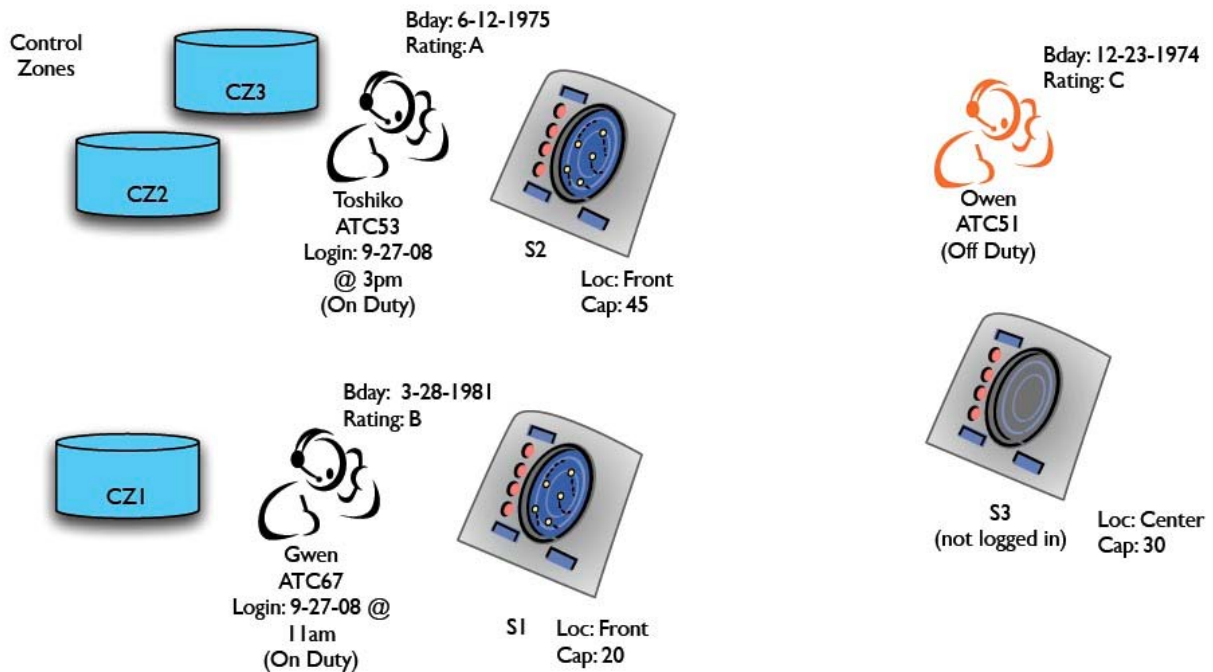 Control
Zones
CZ3
CZ2
Bday: 6-12-1975
Rating: A
Toshiko
ATC53
Login: 9-27-08
@ 3pm
(On Duty)
S2
Loc: Front
Cap: 45
Bday: 12-23-1974
Rating: C
Owen
ATC51
(Off Duty)
CZ1
Bday: 3-28-1981
Rating: B
Gwen
ATC67
Login: 9-27-08 @
11am
(On Duty)
S1
Loc: Front
Cap: 20
S3
(not logged in)
Loc: Center
Cap: 30